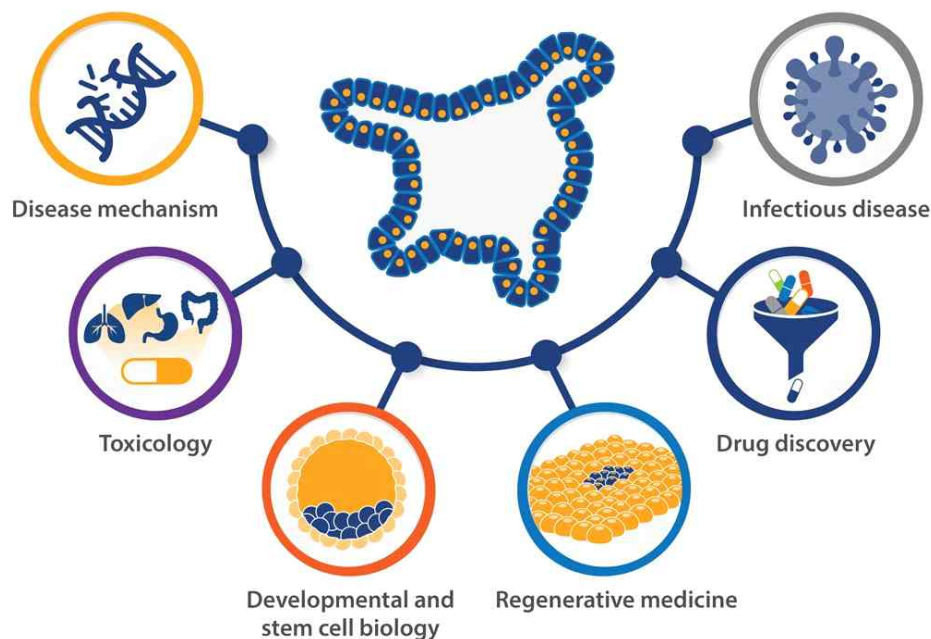 Disease mechanism
Infectious disease
Toxicology
Drug discovery
Developmental and
stem cell biology
Regenerative medicine